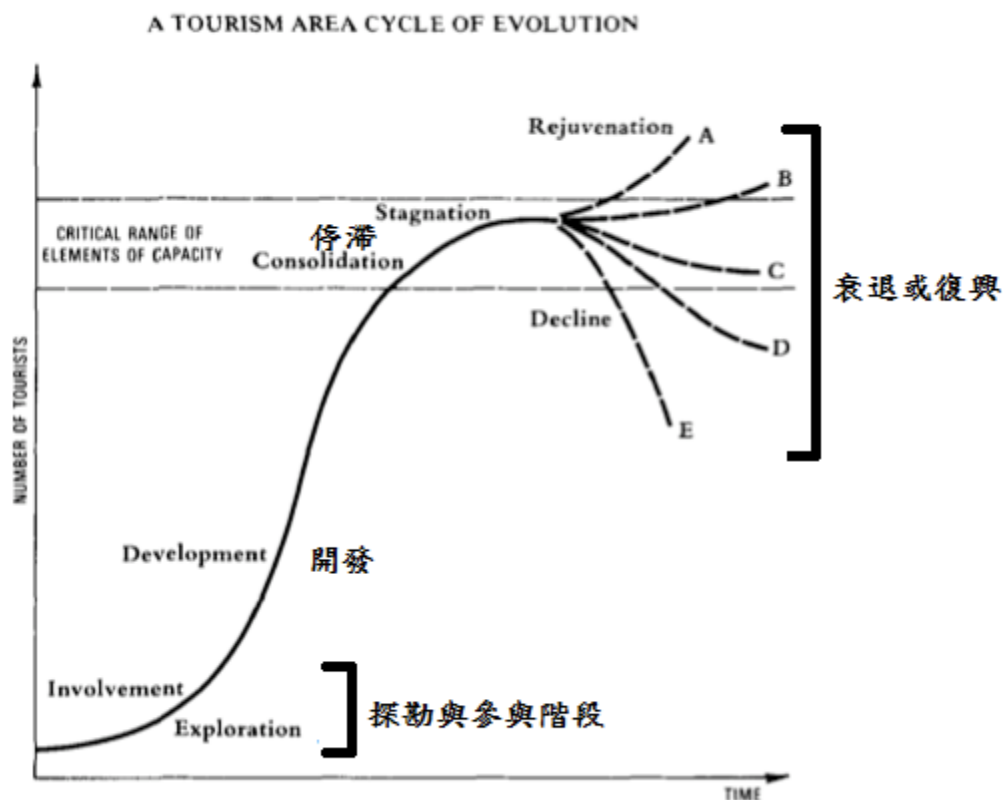 A TOURISM AREA CYCLE OF EVOLUTION
Rejuvenation
A
B
Stagnation
CRITICAL RANGE OF
ELEMENTS OF CAPACITY
停滯
Consolidation
C
衰退或復興
Decline
D
E
NUMBER OF TOURISTS
Development
開發
Involvement
Exploration
探勘與參與階段
TIME